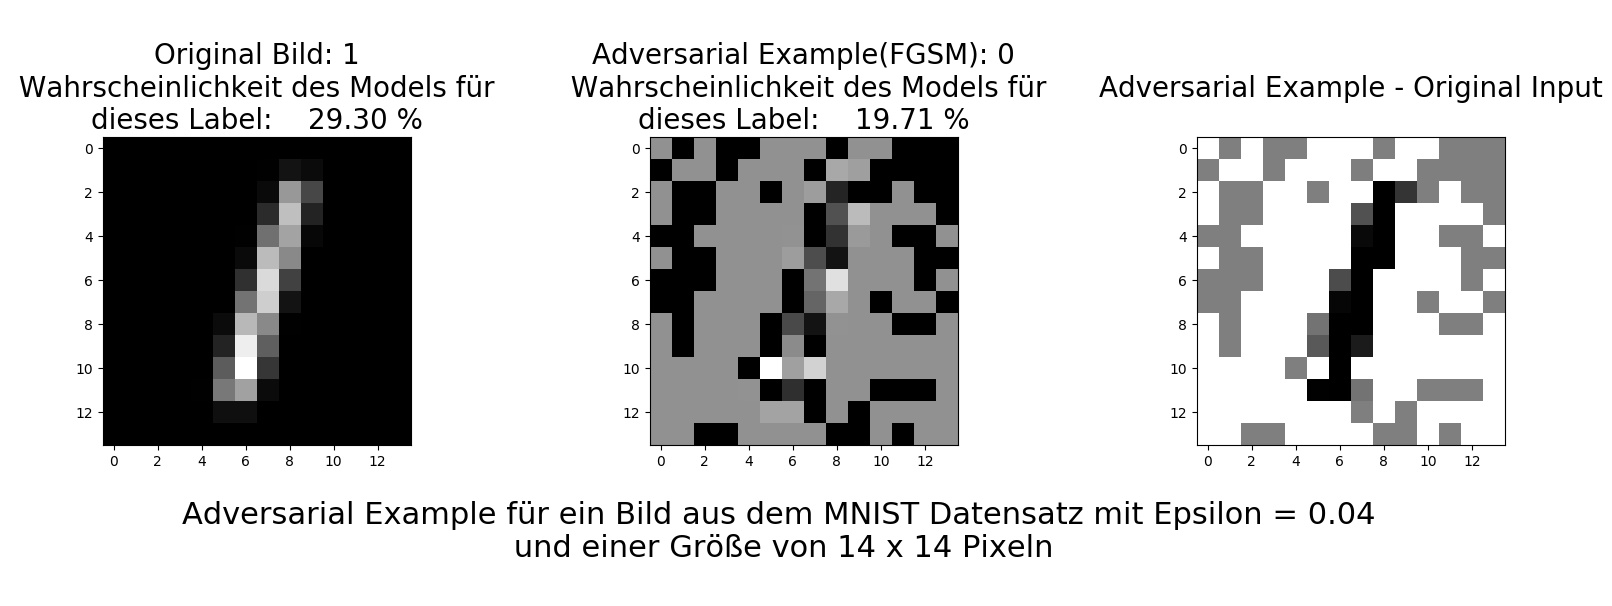 Original Bild: 1
Wahrscheinlichkeit des Models für
dieses Label: 29.30 %
0
2
4
6
8
10
12
0 2 4 6 8 10 12
Adversarial Example(FGSM): 0
Wahrscheinlichkeit des Models für
dieses Label: 19.71 %
0
2
4
6
8
10
12
0 2 4 6 8 10 12
Adversarial Example - Original Input
0
2
4
6
8
10
12
0 2 4 6 8 10 12
Adversarial Example für ein Bild aus dem MNIST Datensatz mit Epsilon = 0.04
und einer Größe von 14 x 14 Pixeln